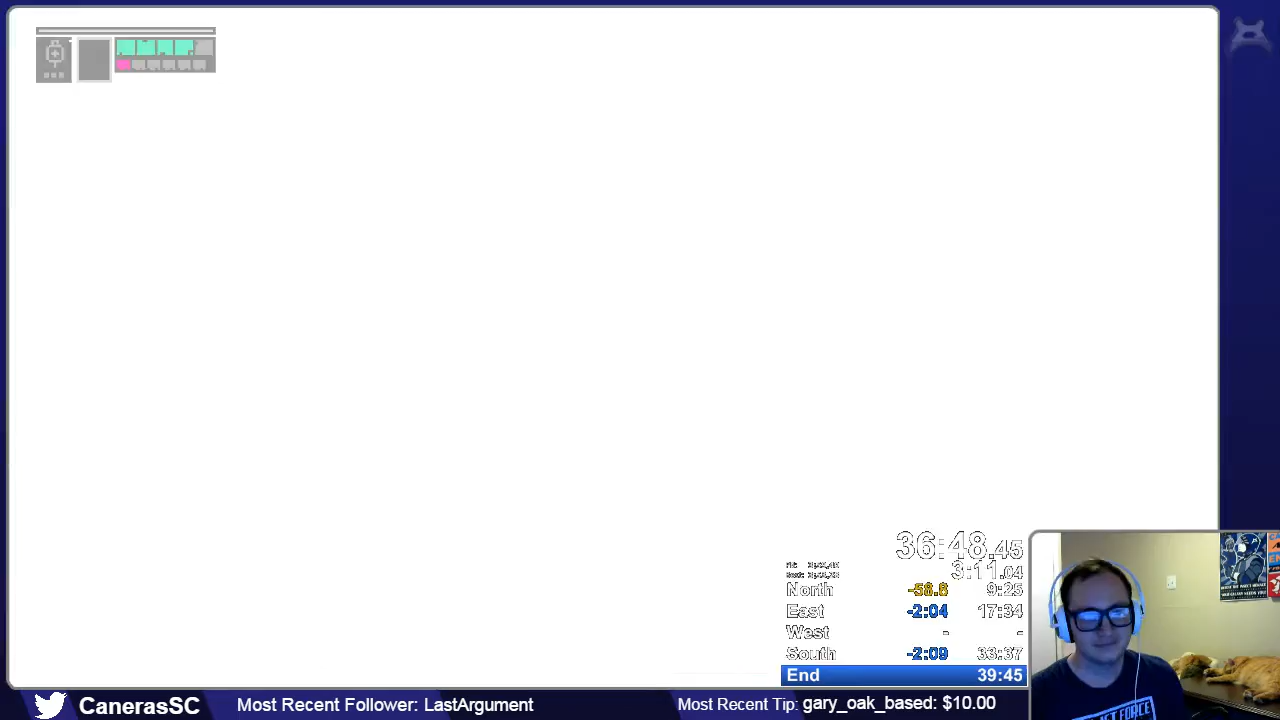 36:48.45
3:11.04
North -58.6 9:25
East -2:04 17:34
West - -
South -2:09 33:37
End 39:45
CanerasSC Most Recent Follower: LastArgument Most Recent Tip: gary_oak_based: $10.00